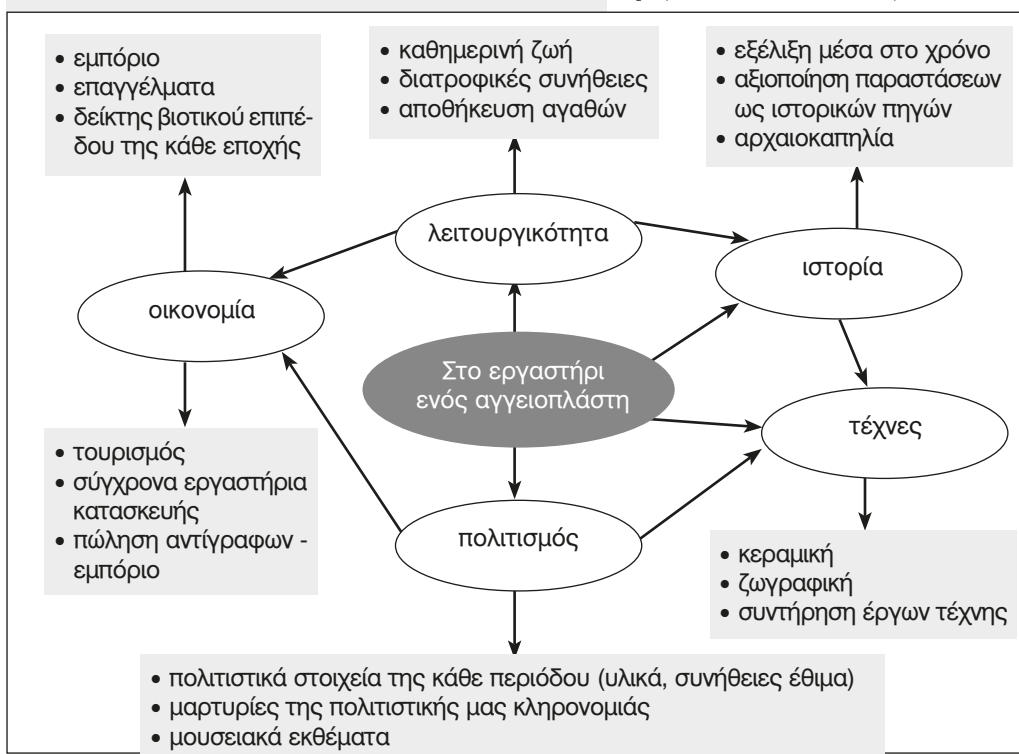 • εμπόριο
• επαγγέλματα
• δείκτης βιοτικού επιπέ-
δου της κάθε εποχής
• καθημερινή ζωή
• διατροφικές συνήθειες
• αποθήκευση αγαθών
• εξέλιξη μέσα στο χρόνο
• αξιοποίηση παραστάσεων
ως ιστορικών πηγών
• αρχαιοκαπηλία
λειτουργικότητα
ιστορία
οικονομία
Στο εργαστήρι
ενός αγγειοπλάστη
τέχνες
πολιτισμός
• τουρισμός
• σύγχρονα εργαστήρια
κατασκευής
• πώληση αντίγραφων -
εμπόριο
• κεραμική
• ζωγραφική
• συντήρηση έργων τέχνης
• πολιτιστικά στοιχεία της κάθε περιόδου (υλικά, συνήθειες έθιμα)
• μαρτυρίες της πολιτιστικής μας κληρονομιάς
• μουσειακά εκθέματα